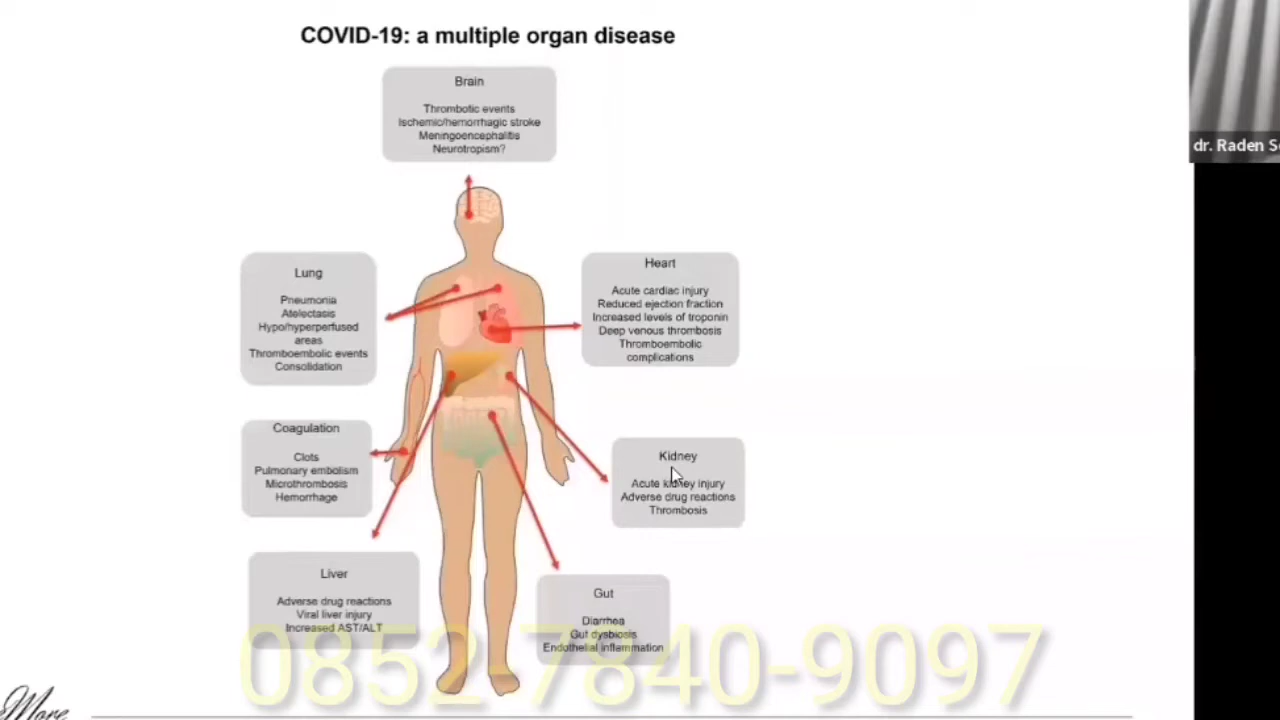 COVID-19: a multiple organ disease
Brain
Thrombotic events
Ischemic/hemorrhagic stroke
Meningoencephalitis
Neurotropism?
dr. Raden S
Lung
Pneumonia
Atelectasis
Hypo/hyperperfused
areas
Thromboembolic events
Consolidation
Heart
Acute cardiac injury
Reduced ejection fraction
Increased levels of troponin
Deep venous thrombosis
Thromboembolic
complications
Coagulation
Clots
Pulmonary embolism
Microthrombosis
Hemorrhage
Kidney
Acute kidney injury
Adverse drug reactions
Thrombosis
Liver
Adverse drug reactions
Viral liver injury
Increased AST/ALT
Gut
Diarrhea
Gut dysbiosis
Endothelial inflammation
0852-7840-9097
More